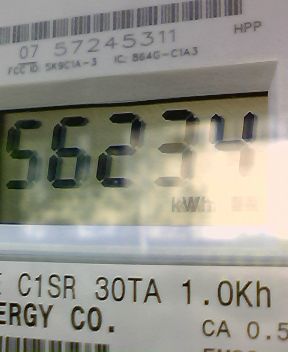 07 57245311
HPP
FCC ID: SK9C1A-3 IC: 864G-C1A3
56234
kWh
C1SR 30TA 1.0Kh
ERGY CO.
CA 0.5